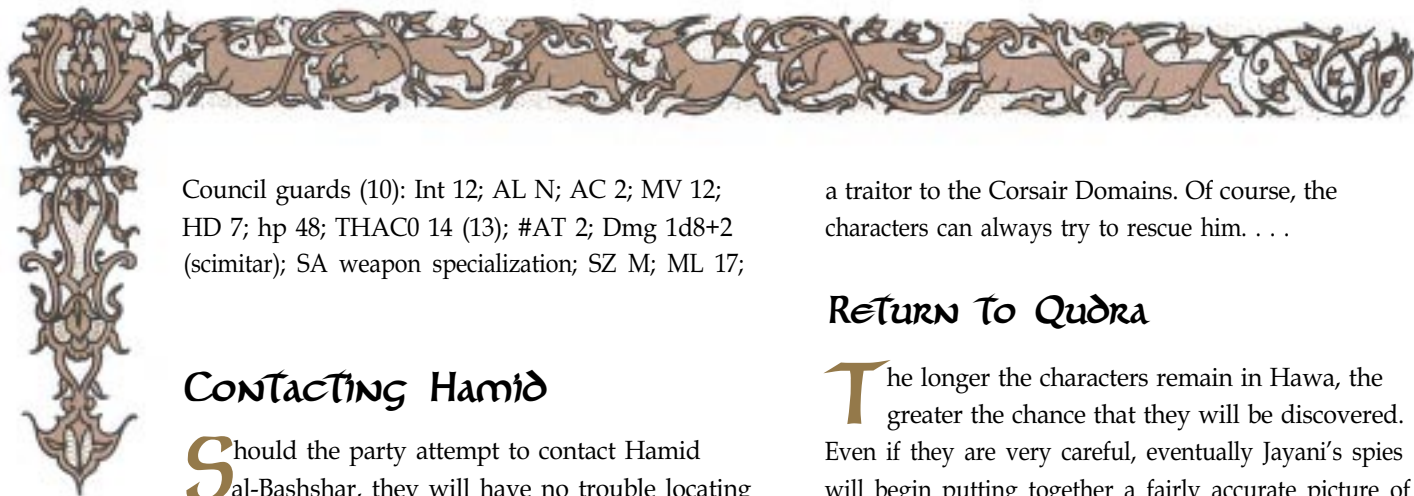 Council guards (10): Int 12; AL N; AC 2; MV 12;
HD 7; hp 48; THAC0 14 (13); #AT 2; Dmg 1d8+2
(scimitar); SA weapon specialization; SZ M; ML 17;
Contacting Hamid
Should the party attempt to contact Hamid
al-Bashshar, they will have no trouble locating
a traitor to the Corsair Domains. Of course, the
characters can always try to rescue him. . . .
Return to Qudra
The longer the characters remain in Hawa, the
greater the chance that they will be discovered.
Even if they are very careful, eventually Jayani's spies
will begin putting together a fairly accurate picture of